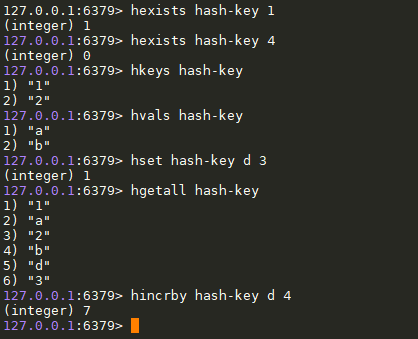 127.0.0.1:6379> hexists hash-key 1
(integer) 1
127.0.0.1:6379> hexists hash-key 4
(integer) 0
127.0.0.1:6379> hkeys hash-key
1) "1"
2) "2"
127.0.0.1:6379> hvals hash-key
1) "a"
2) "b"
127.0.0.1:6379> hset hash-key d 3
(integer) 1
127.0.0.1:6379> hgetall hash-key
1) "1"
2) "a"
3) "2"
4) "b"
5) "d"
6) "3"
127.0.0.1:6379> hincrby hash-key d 4
(integer) 7
127.0.0.1:6379>